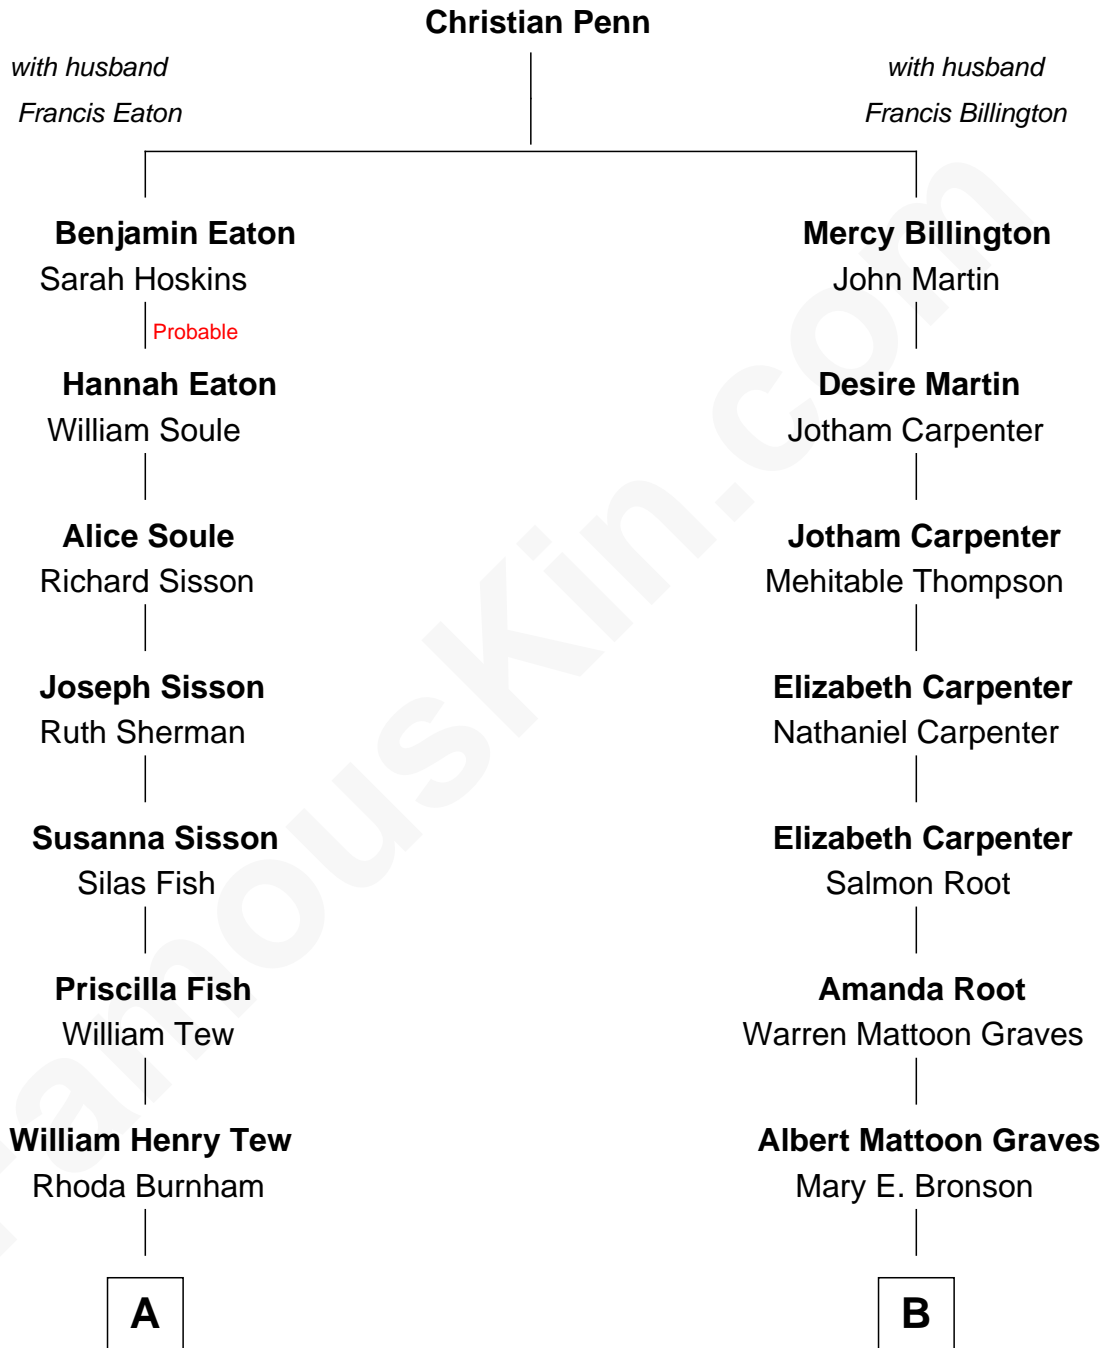 Christian Penn
with husband
Francis Eaton
with husband
Francis Billington
Benjamin Eaton
Sarah Hoskins
Probable
Hannah Eaton
William Soule
Alice Soule
Richard Sisson
Joseph Sisson
Ruth Sherman
Susanna Sisson
Silas Fish
Priscilla Fish
William Tew
William Henry Tew
Rhoda Burnham
A
Mercy Billington
John Martin
Desire Martin
Jotham Carpenter
Jotham Carpenter
Mehitable Thompson
Elizabeth Carpenter
Nathaniel Carpenter
Elizabeth Carpenter
Salmon Root
Amanda Root
Warren Mattoon Graves
Albert Mattoon Graves
Mary E. Bronson
B
FamousKin.com